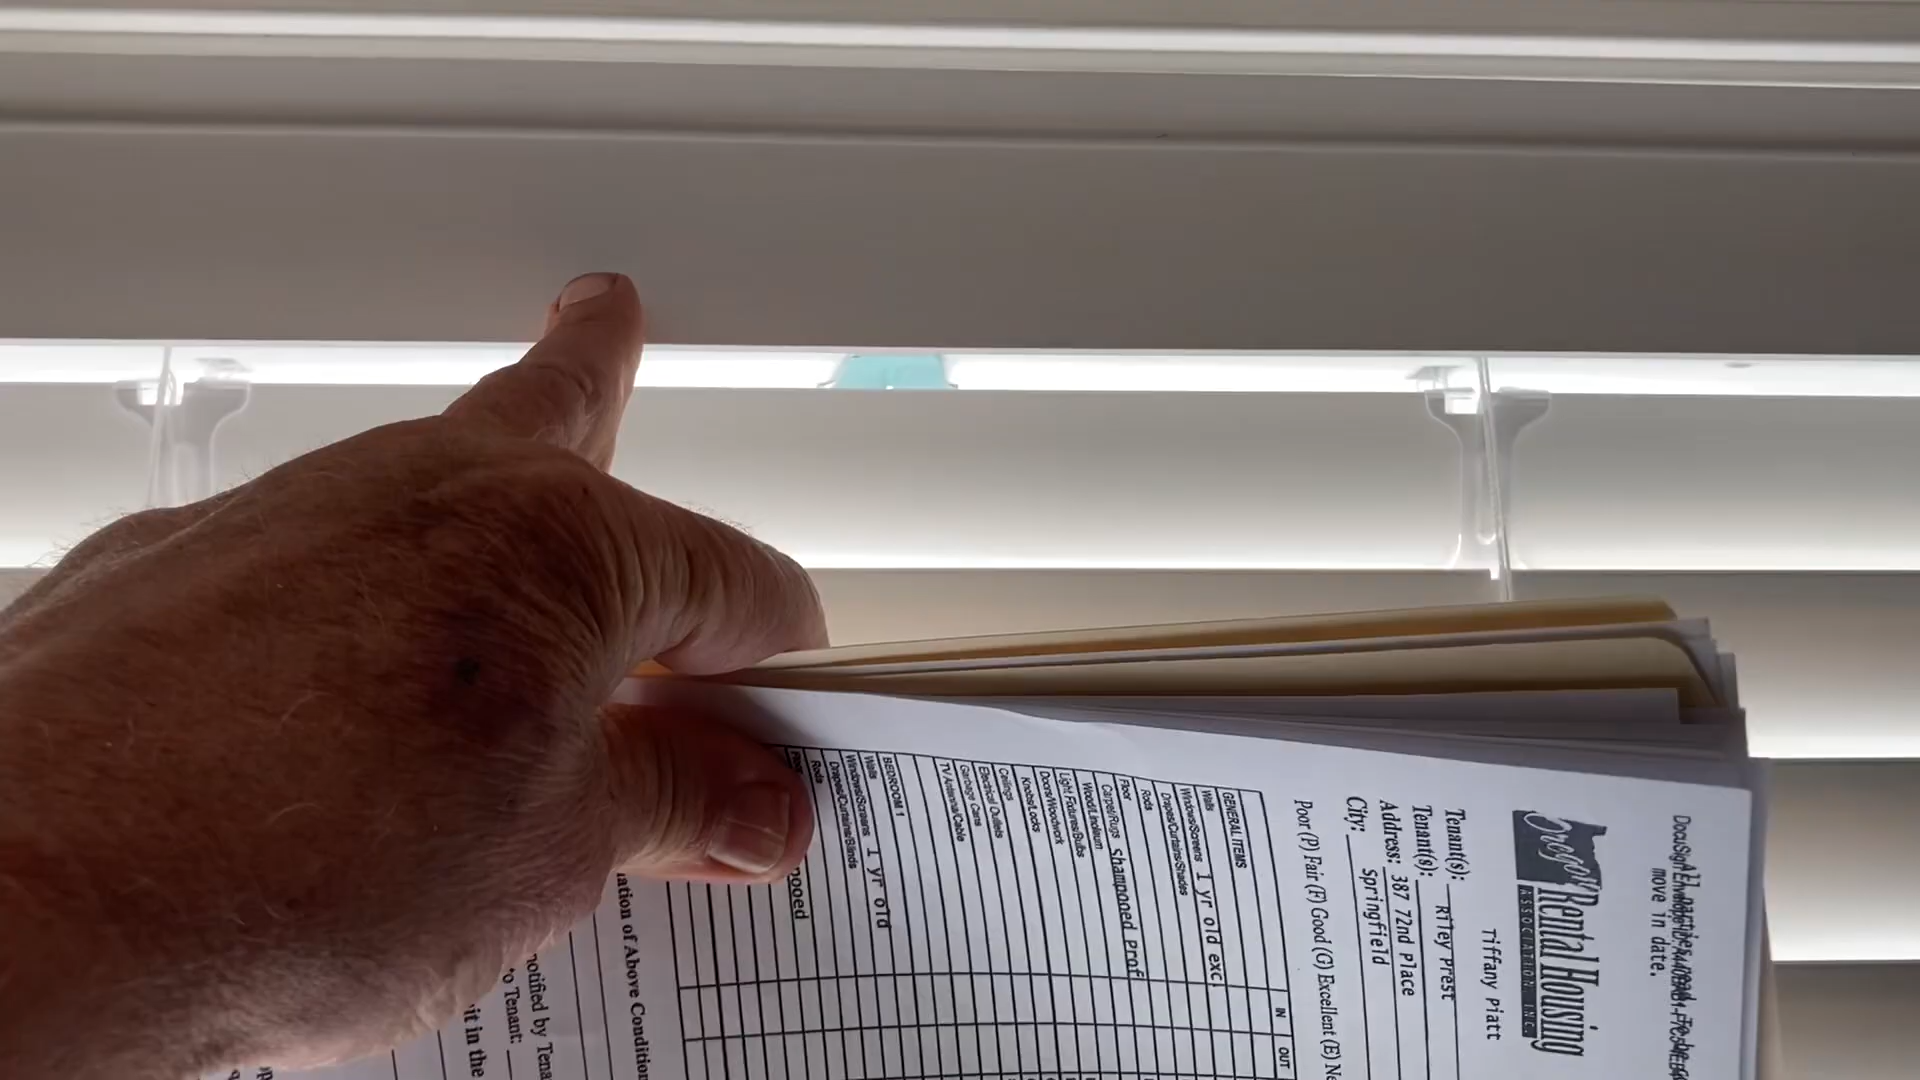 move in date.
Oregon Rental Housing
ASSOCIATION INC.
Tiffany Piatt
Tenant(s): Riley Prest
Tenant(s):
Address: 387 72nd Place
City: Springfield
Poor (P) Fair (F) Good (G) Excellent (E)
GENERAL ITEMS IN OUT
Walls
Windows/Screens 1 yr old exc
Drapes/Curtains/Shades
Rods
Floor
Carpet/Rugs Shampooed Prof
Wood/Linoleum
Light Fixtures/Bulbs
Doors/Woodwork
Knobs/Locks
Ceilings
Electrical Outlets
Garbage Cans
TV Antenna/Cable
BEDROOM 1
Walls
Windows/Screens 1 yr old
Drapes/Curtains/Blinds
Rods
Floor pooed
ation of Above Condition
notified by Tena
to Tenant:
it in the